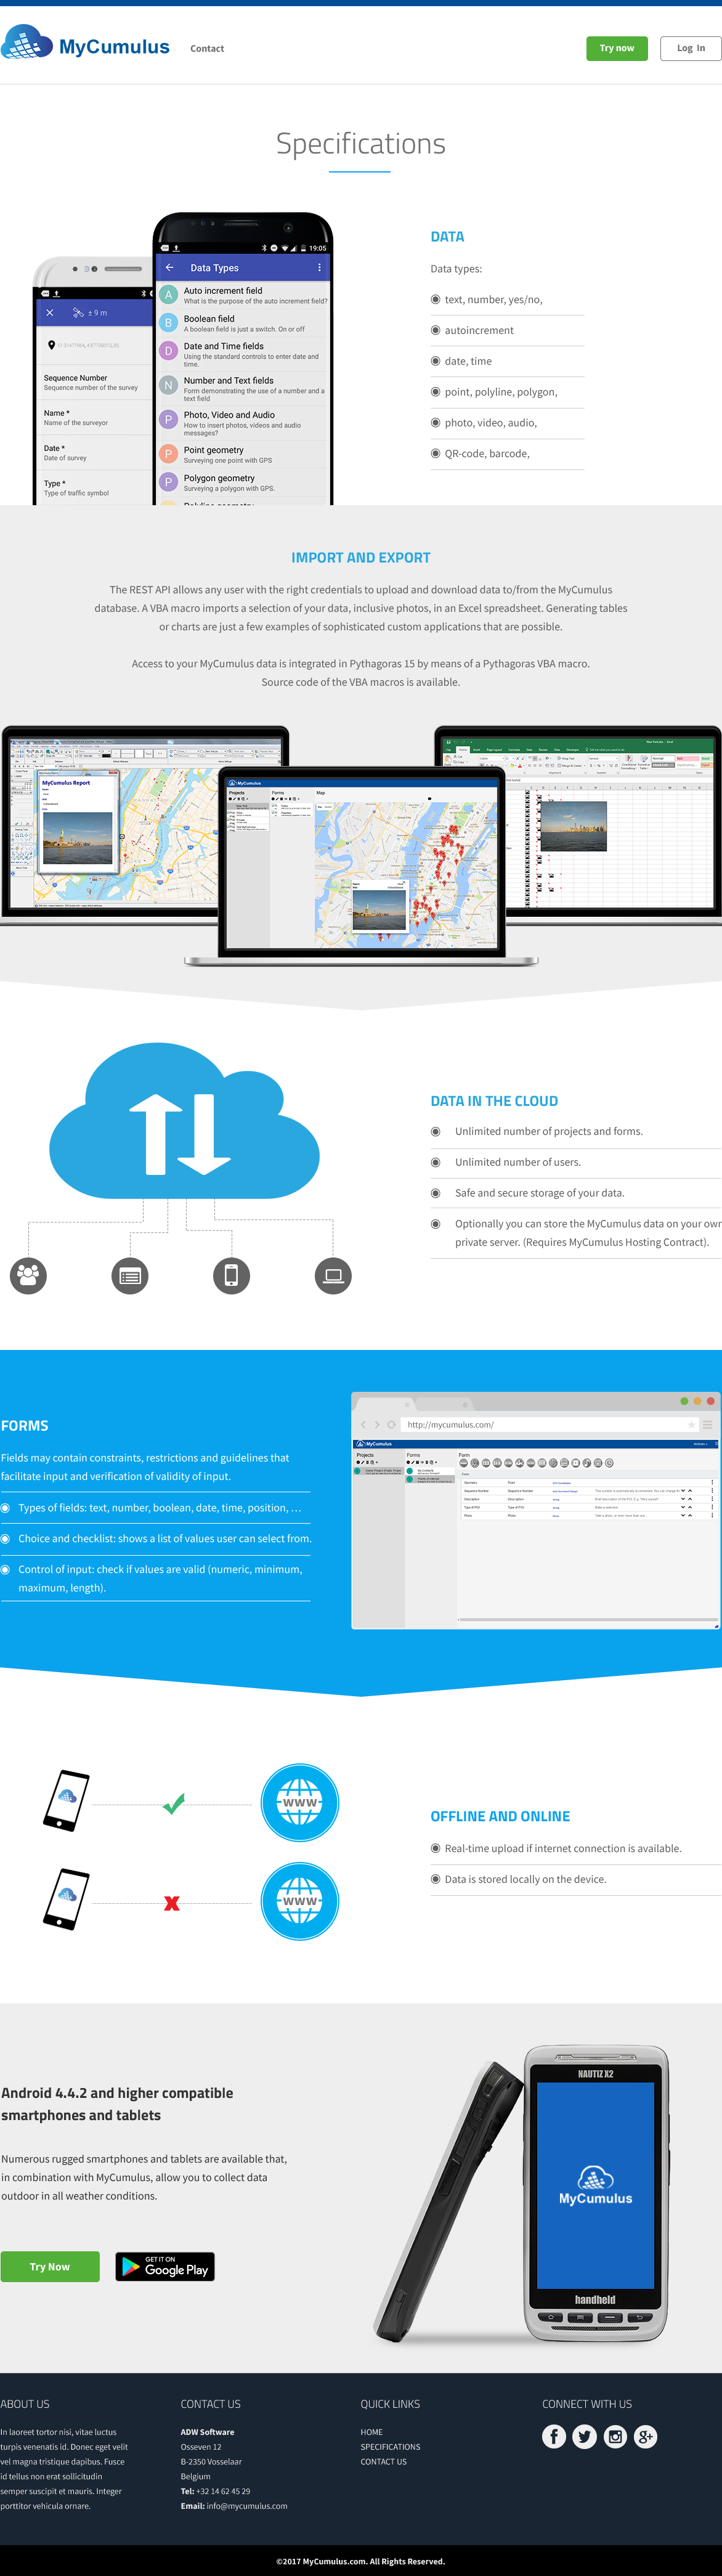 MyCumulus
Contact
Try now
Log In
Specifications
19:05
Data Types
A
Auto increment field
What is the purpose of the auto increment field?
B
Boolean field
A boolean field is just a switch. On or off
D
Date and Time fields
Using the standard controls to enter date and
time.
N
Number and Text fields
Form demonstrating the use of a number and a
text field
P
Photo, Video and Audio
How to insert photos, videos and audio
messages?
P
Point geometry
Surveying one point with GPS
P
Polygon geometry
Surveying a polygon with GPS.
± 9 m
Sequence Number
Sequence number of the survey
Name *
Name of the surveyor
Date *
Date of survey
Type *
Type of traffic symbol
DATA
Data types:
text, number, yes/no,
autoincrement
date, time
point, polyline, polygon,
photo, video, audio,
QR-code, barcode,
IMPORT AND EXPORT
The REST API allows any user with the right credentials to upload and download data to/from the MyCumulus
database. A VBA macro imports a selection of your data, inclusive photos, in an Excel spreadsheet. Generating tables
or charts are just a few examples of sophisticated custom applications that are possible.
Access to your MyCumulus data is integrated in Pythagoras 15 by means of a Pythagoras VBA macro.
Source code of the VBA macros is available.
MyCumulus Report
MyCumulus
Projects
Forms
Map
DATA IN THE CLOUD
Unlimited number of projects and forms.
Unlimited number of users.
Safe and secure storage of your data.
Optionally you can store the MyCumulus data on your own
private server. (Requires MyCumulus Hosting Contract).
FORMS
Fields may contain constraints, restrictions and guidelines that
facilitate input and verification of validity of input.
Types of fields: text, number, boolean, date, time, position, …
Choice and checklist: shows a list of values user can select from.
Control of input: check if values are valid (numeric, minimum,
maximum, length).
http://mycumulus.com/
MyCumulus
Projects
Forms
Form
WWW
WWW
OFFLINE AND ONLINE
Real-time upload if internet connection is available.
Data is stored locally on the device.
Android 4.4.2 and higher compatible
smartphones and tablets
Numerous rugged smartphones and tablets are available that,
in combination with MyCumulus, allow you to collect data
outdoor in all weather conditions.
Try Now
GET IT ON
Google Play
NAUTIZ X2
MyCumulus
handheld
ABOUT US
In laoreet tortor nisi, vitae luctus
turpis venenatis id. Donec eget velit
vel magna tristique dapibus. Fusce
id tellus non erat sollicitudin
semper suscipit et mauris. Integer
porttitor vehicula ornare.
CONTACT US
ADW Software
Osseven 12
B-2350 Vosselaar
Belgium
Tel: +32 14 62 45 29
Email: info@mycumulus.com
QUICK LINKS
HOME
SPECIFICATIONS
CONTACT US
CONNECT WITH US
©2017 MyCumulus.com. All Rights Reserved.